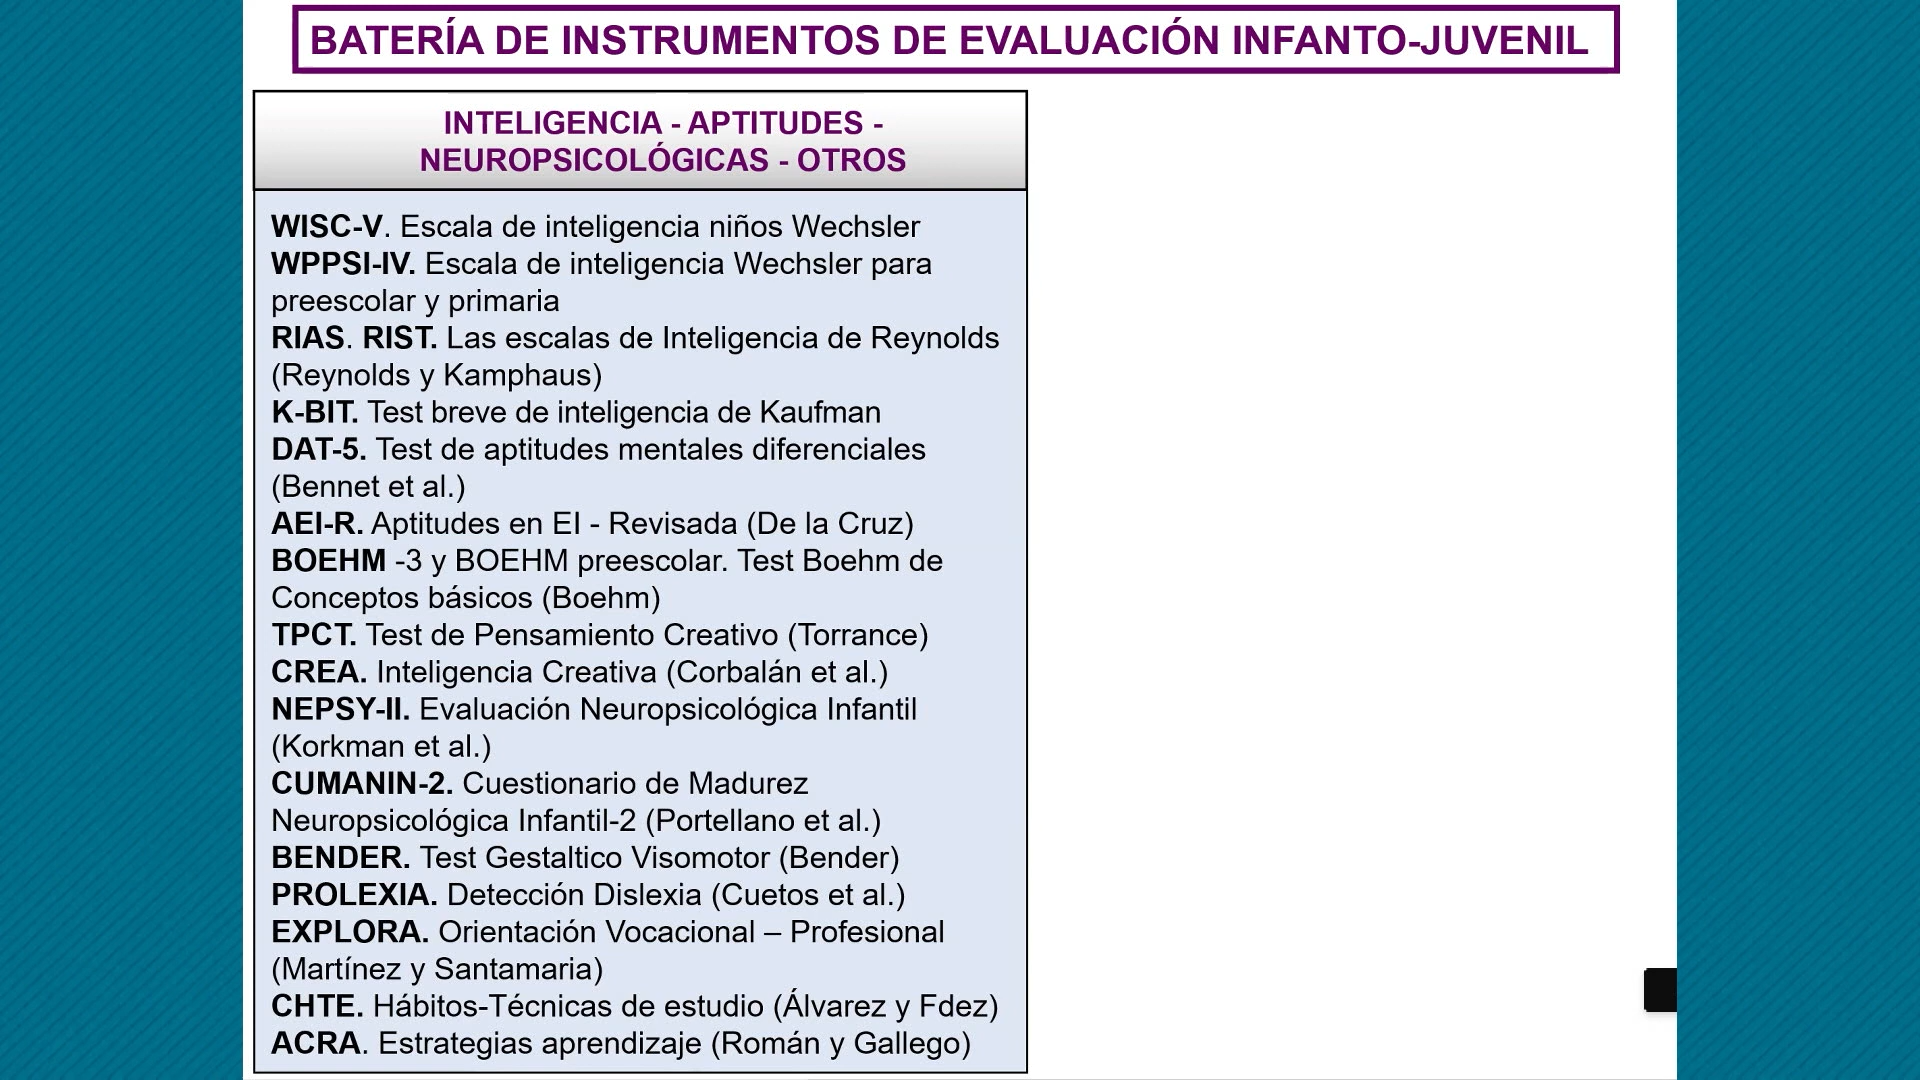 BATERÍA DE INSTRUMENTOS DE EVALUACIÓN INFANTO-JUVENIL
INTELIGENCIA - APTITUDES -
NEUROPSICOLÓGICAS - OTROS
WISC-V. Escala de inteligencia niños Wechsler
WPPSI-IV. Escala de inteligencia Wechsler para
preescolar y primaria
RIAS. RIST. Las escalas de Inteligencia de Reynolds
(Reynolds y Kamphaus)
K-BIT. Test breve de inteligencia de Kaufman
DAT-5. Test de aptitudes mentales diferenciales
(Bennet et al.)
AEI-R. Aptitudes en EI - Revisada (De la Cruz)
BOEHM -3 y BOEHM preescolar. Test Boehm de
Conceptos básicos (Boehm)
TPCT. Test de Pensamiento Creativo (Torrance)
CREA. Inteligencia Creativa (Corbalán et al.)
NEPSY-II. Evaluación Neuropsicológica Infantil
(Korkman et al.)
CUMANIN-2. Cuestionario de Madurez
Neuropsicológica Infantil-2 (Portellano et al.)
BENDER. Test Gestaltico Visomotor (Bender)
PROLEXIA. Detección Dislexia (Cuetos et al.)
EXPLORA. Orientación Vocacional – Profesional
(Martínez y Santamaria)
CHTE. Hábitos-Técnicas de estudio (Álvarez y Fdez)
ACRA. Estrategias aprendizaje (Román y Gallego)